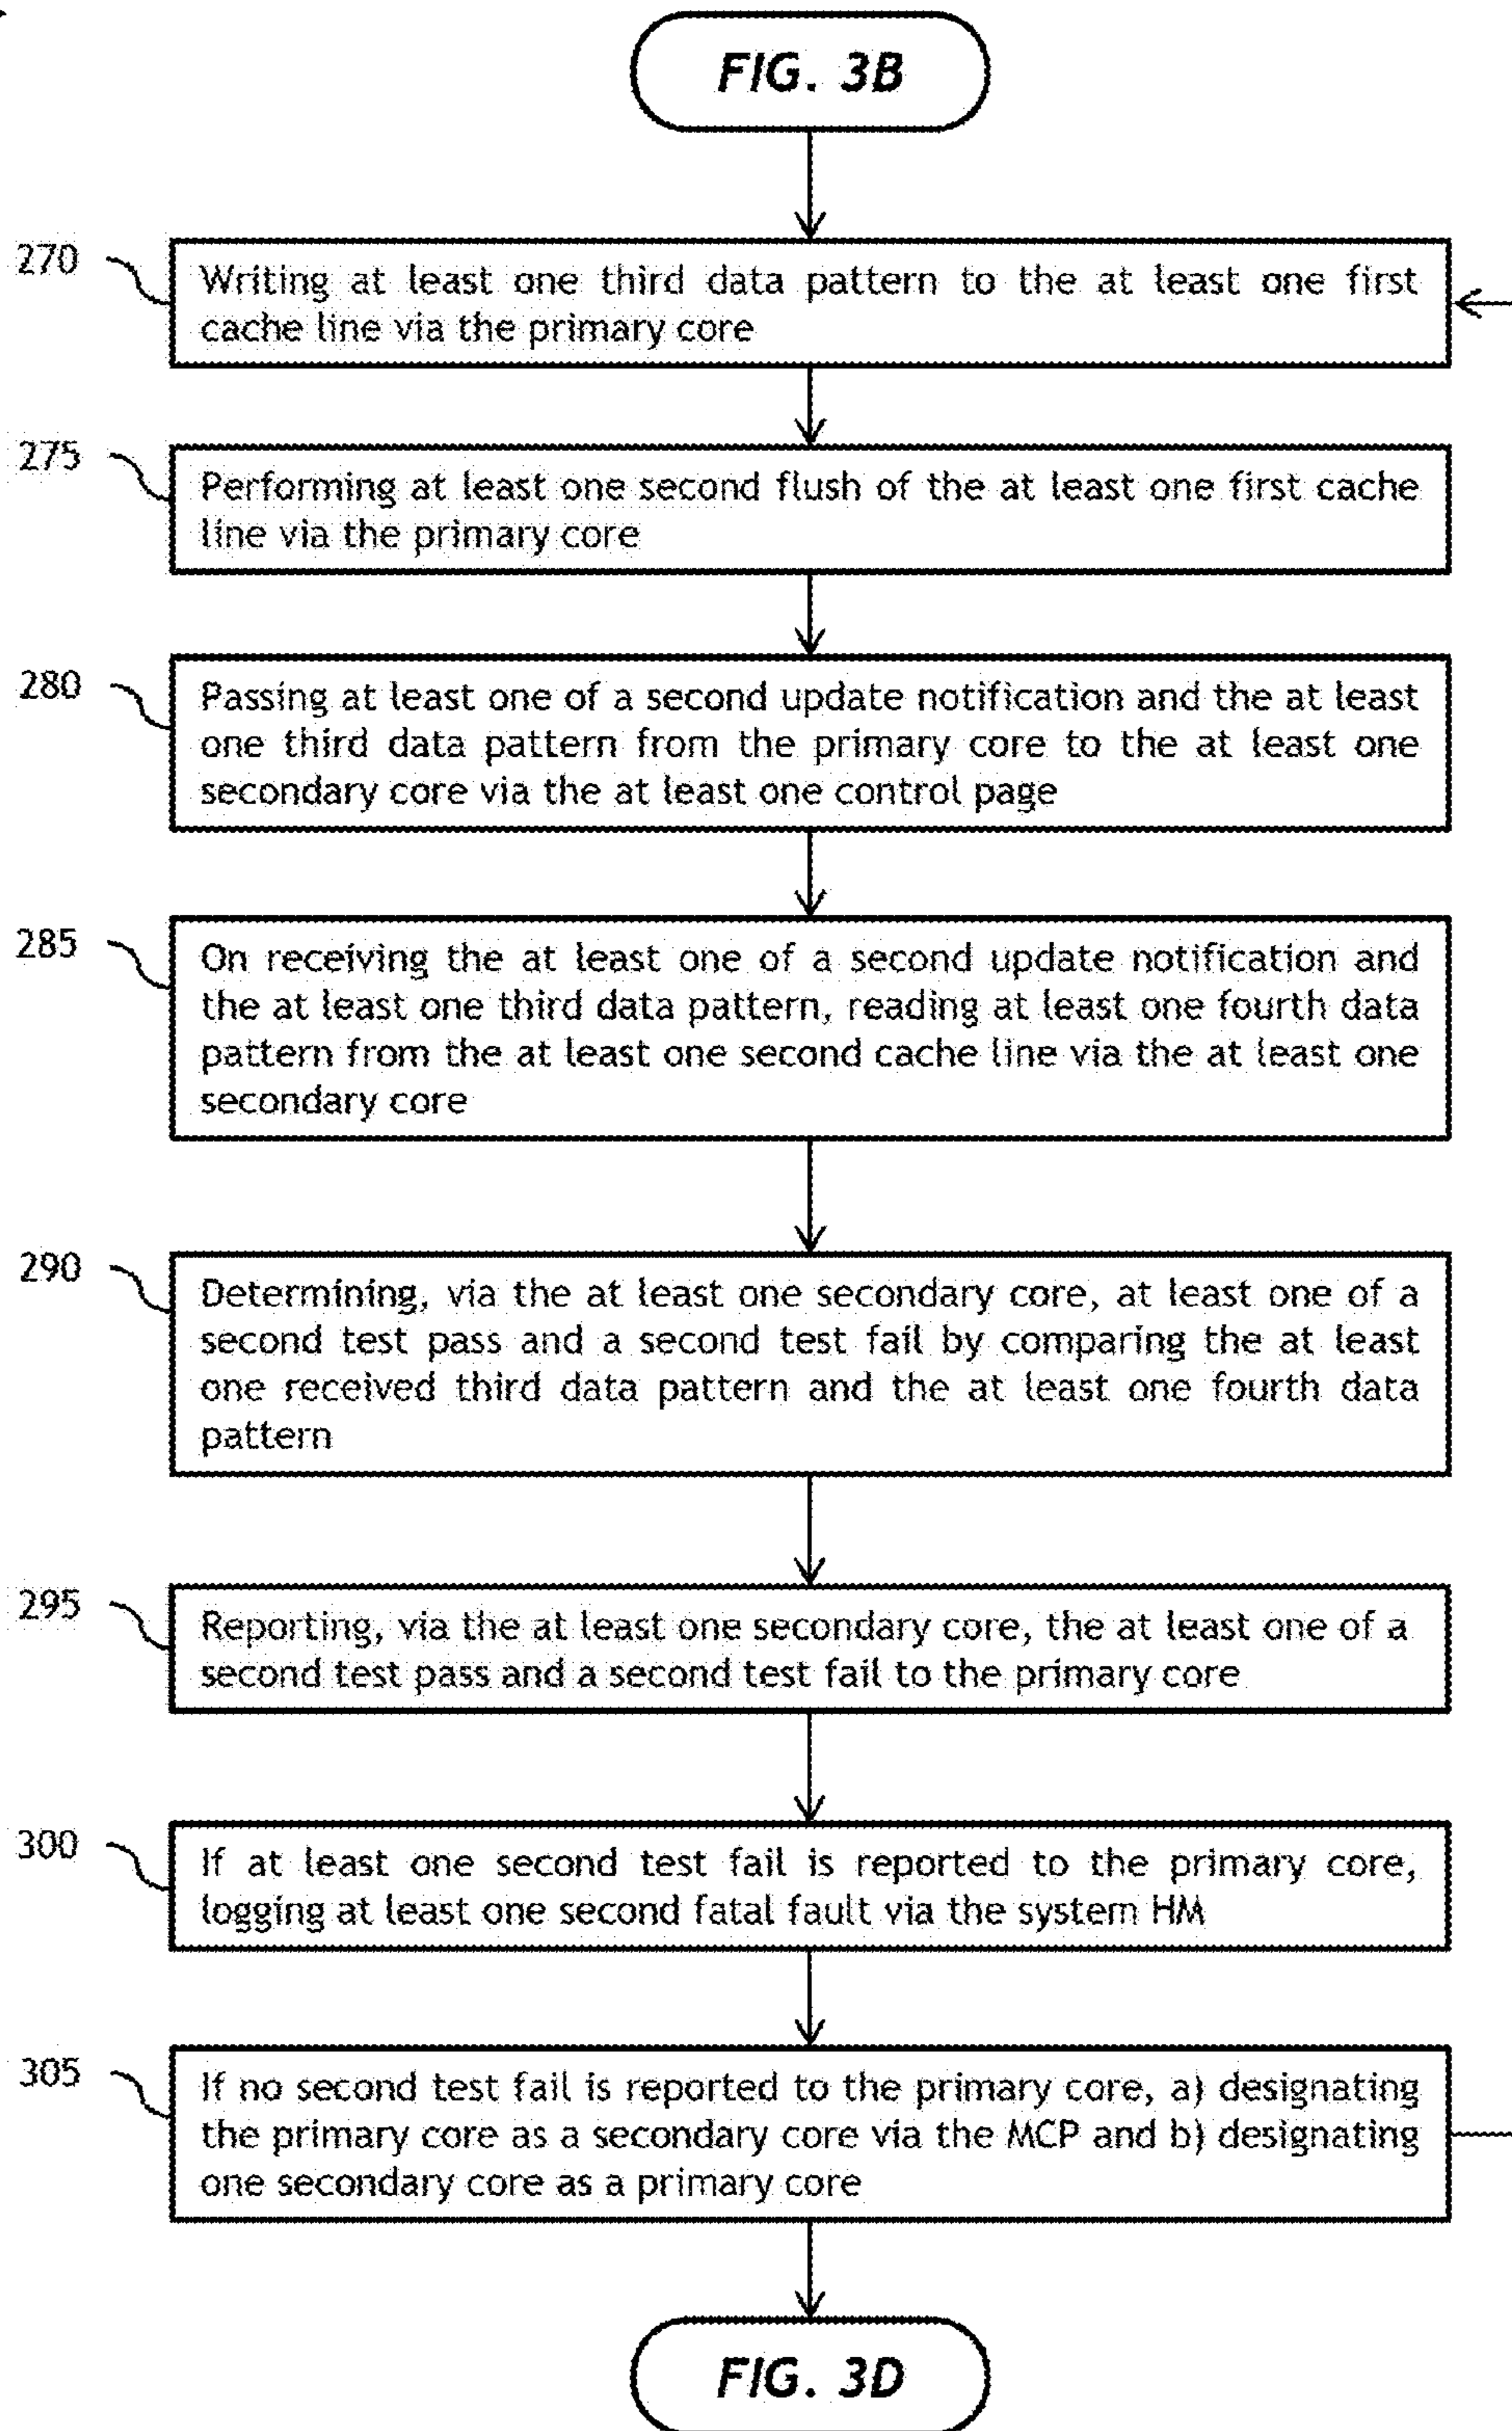 FIG. 3B
270
Writing at least one third data pattern to the at least one first
cache line via the primary core
275
Performing at least one second flush of the at least one first cache
line via the primary core
280
Passing at least one of a second update notification and the at least
one third data pattern from the primary core to the at least one
secondary core via the at least one control page
285
On receiving the at least one of a second update notification and
the at least one third data pattern, reading at least one fourth data
pattern from the at least one second cache line via the at least one
secondary core
290
Determining, via the at least one secondary core, at least one of a
second test pass and a second test fail by comparing the at least
one received third data pattern and the at least one fourth data
pattern
295
Reporting, via the at least one secondary core, the at least one of a
second test pass and a second test fail to the primary core
300
If at least one second test fail is reported to the primary core,
logging at least one second fatal fault via the system HM
305
If no second test fail is reported to the primary core, a) designating
the primary core as a secondary core via the MCP and b) designating
one secondary core as a primary core
FIG. 3D